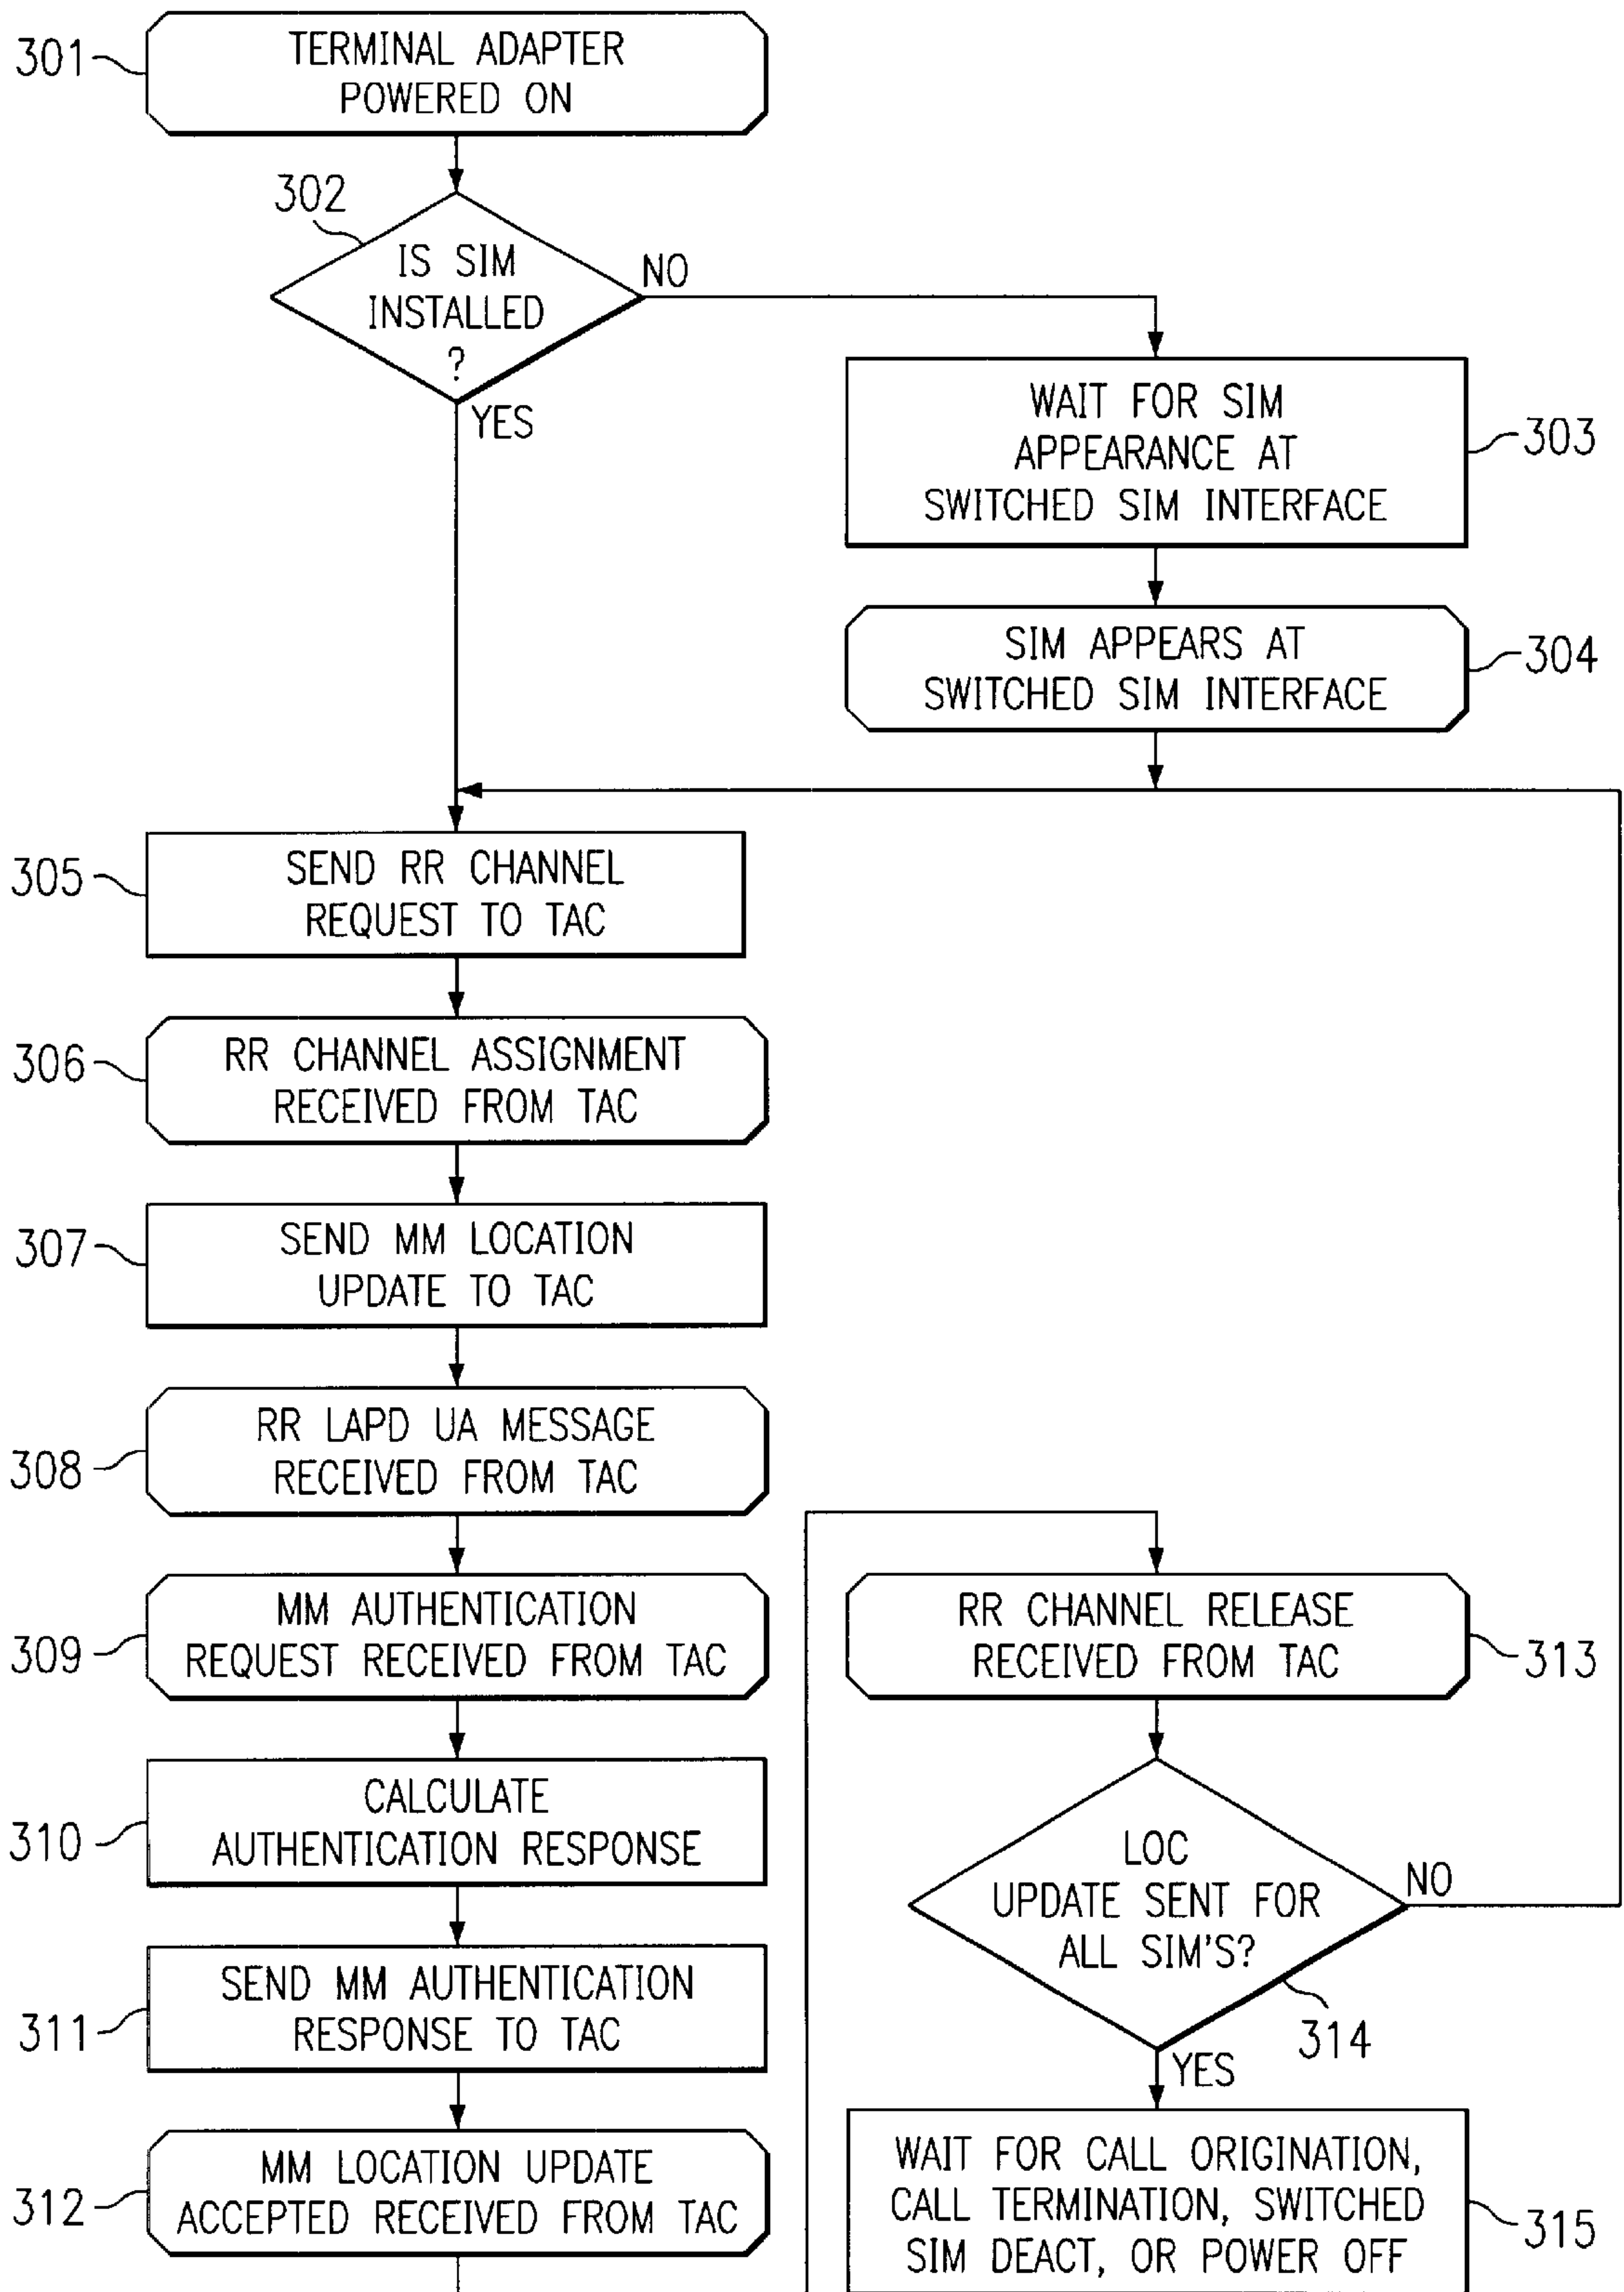 301
TERMINAL ADAPTER
POWERED ON
302
IS SIM
INSTALLED
?
NO
YES
WAIT FOR SIM
APPEARANCE AT
SWITCHED SIM INTERFACE
303
SIM APPEARS AT
SWITCHED SIM INTERFACE
304
305
SEND RR CHANNEL
REQUEST TO TAC
306
RR CHANNEL ASSIGNMENT
RECEIVED FROM TAC
307
SEND MM LOCATION
UPDATE TO TAC
308
RR LAPD UA MESSAGE
RECEIVED FROM TAC
309
MM AUTHENTICATION
REQUEST RECEIVED FROM TAC
310
CALCULATE
AUTHENTICATION RESPONSE
311
SEND MM AUTHENTICATION
RESPONSE TO TAC
312
MM LOCATION UPDATE
ACCEPTED RECEIVED FROM TAC
RR CHANNEL RELEASE
RECEIVED FROM TAC
313
LOC
UPDATE SENT FOR
ALL SIM'S?
NO
314
YES
WAIT FOR CALL ORIGINATION,
CALL TERMINATION, SWITCHED
SIM DEACT, OR POWER OFF
315